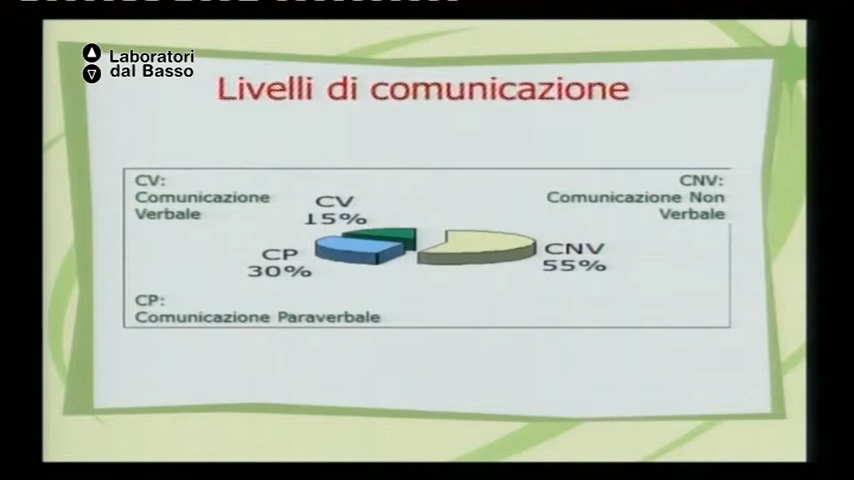 Laboratori
dal Basso
Livelli di comunicazione
CV:
Comunicazione
Verbale
CV
15%
CNV:
Comunicazione Non
Verbale
CP
30%
CNV
55%
CP:
Comunicazione Paraverbale